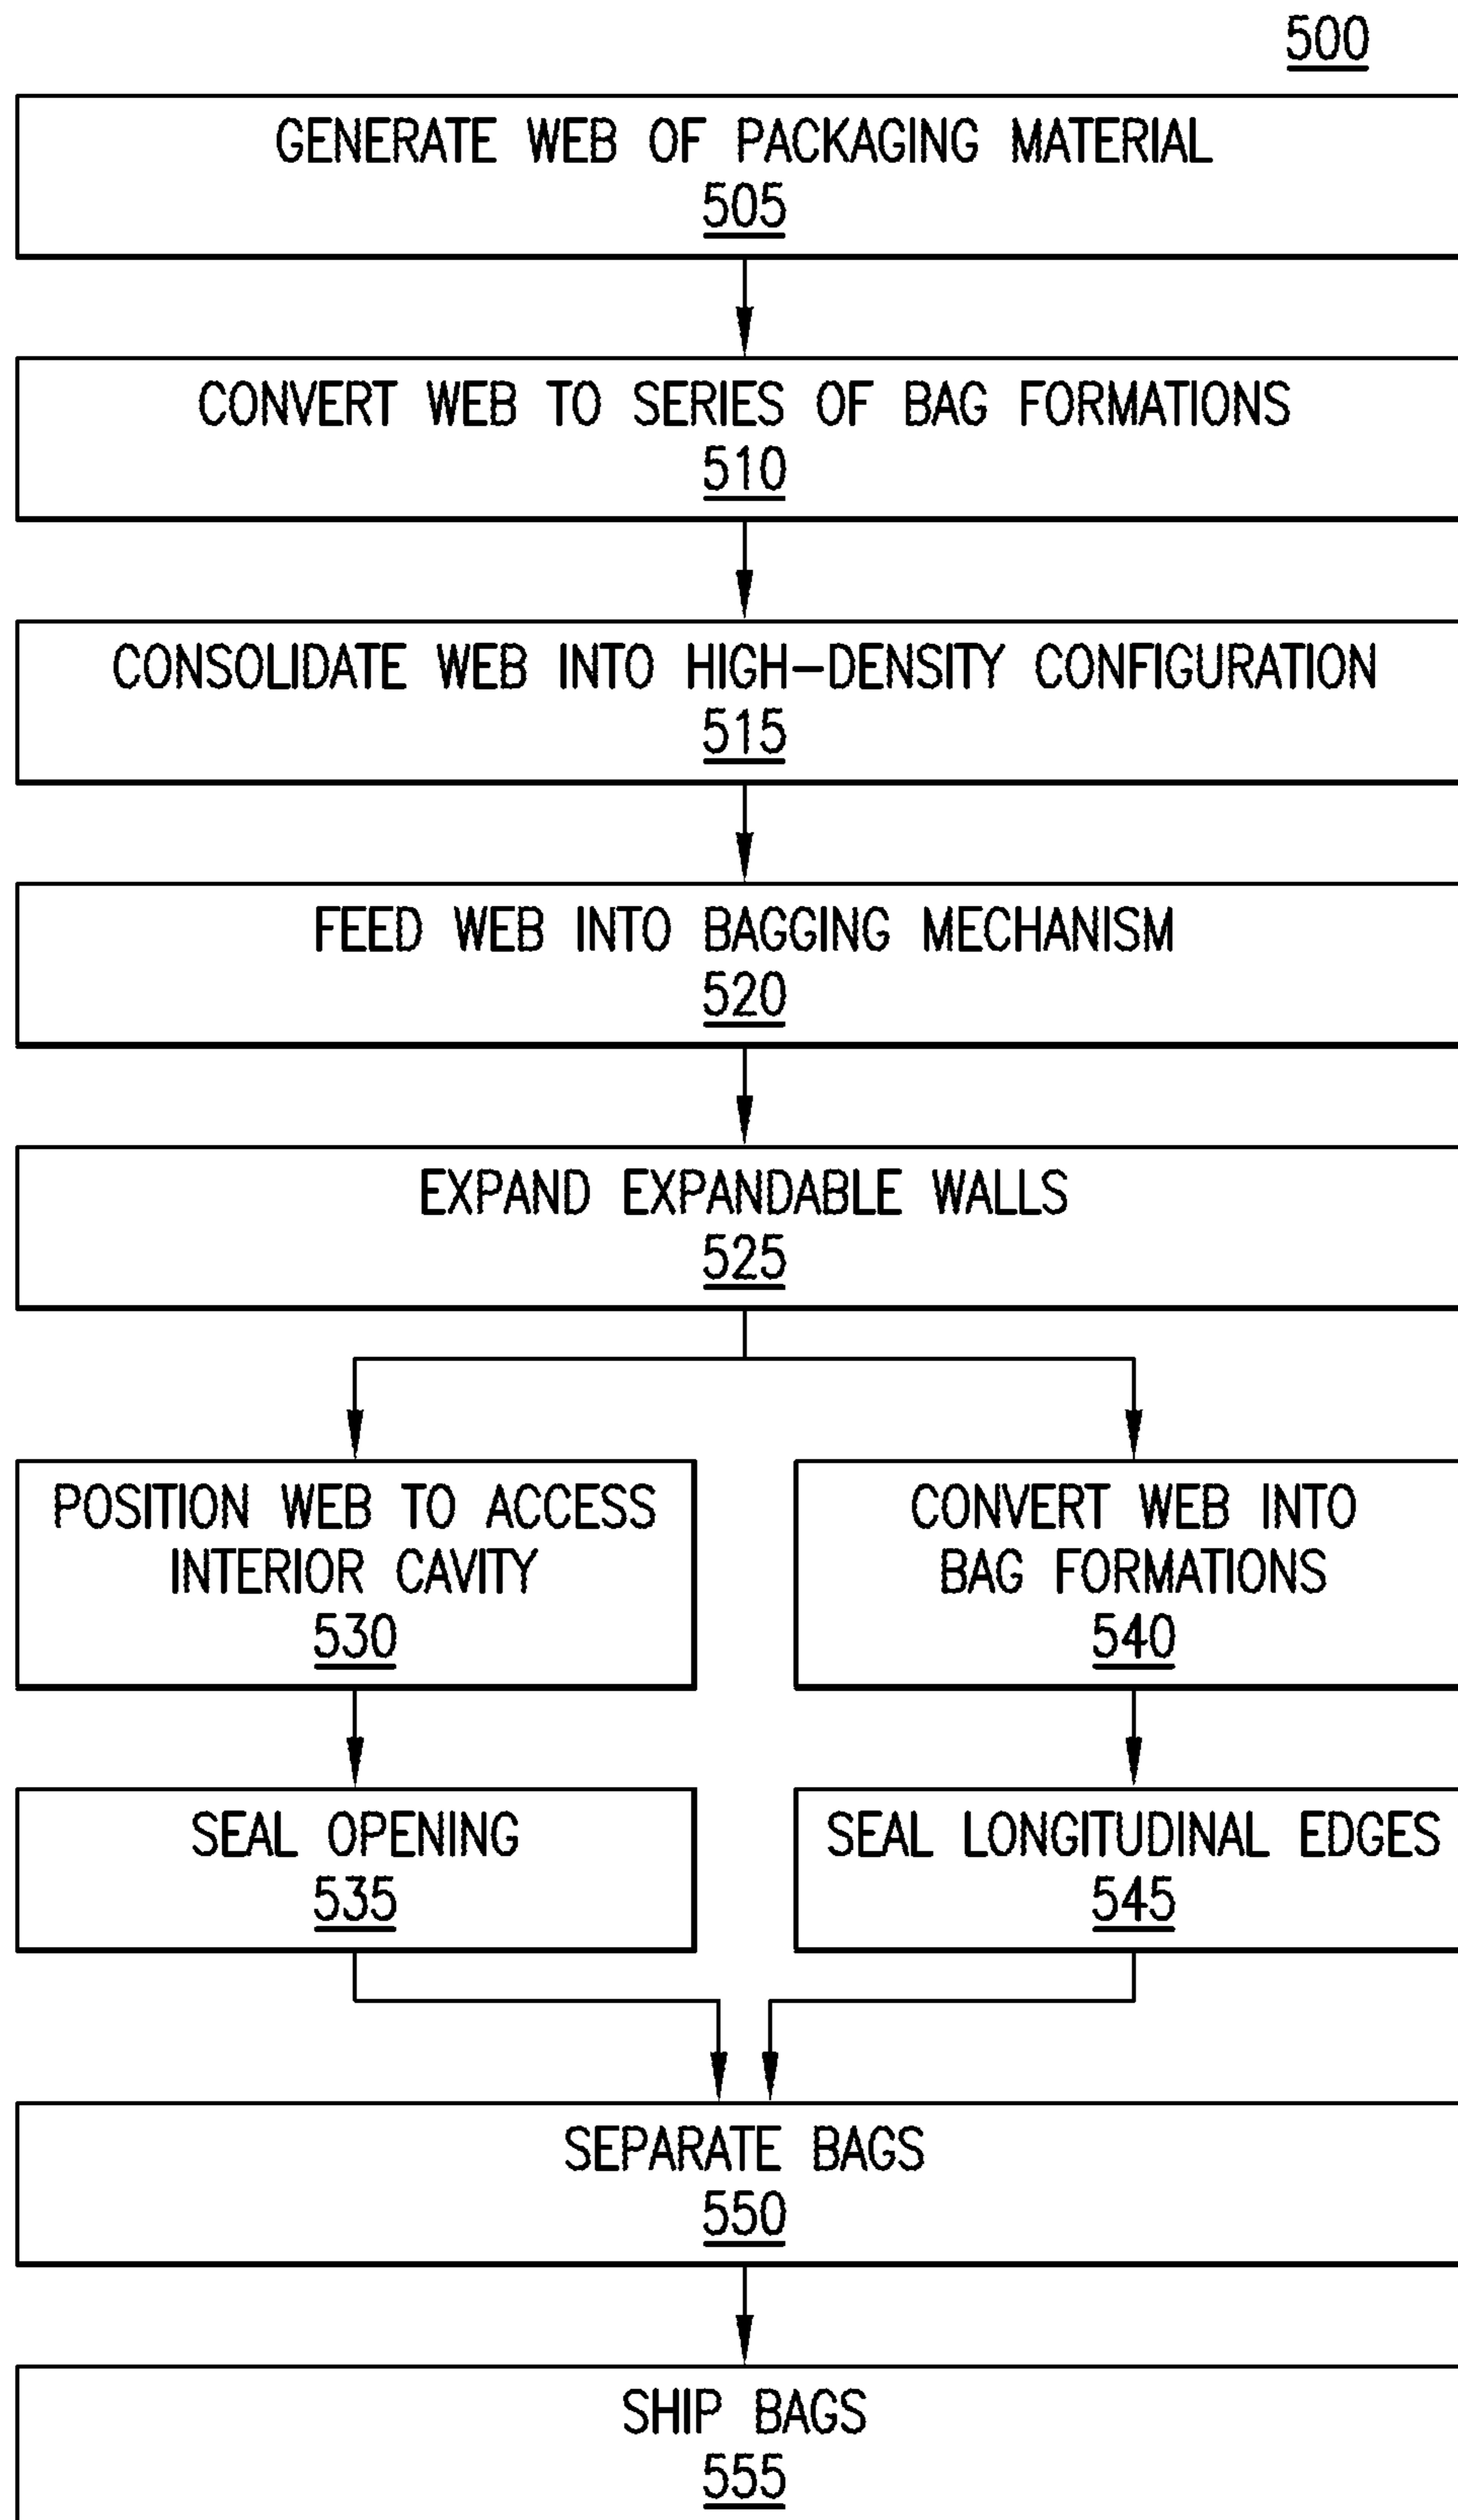 500
GENERATE WEB OF PACKAGING MATERIAL
505
CONVERT WEB TO SERIES OF BAG FORMATIONS
510
CONSOLIDATE WEB INTO HIGH-DENSITY CONFIGURATION
515
FEED WEB INTO BAGGING MECHANISM
520
EXPAND EXPANDABLE WALLS
525
POSITION WEB TO ACCESS
INTERIOR CAVITY
530
CONVERT WEB INTO
BAG FORMATIONS
540
SEAL OPENING
535
SEAL LONGITUDINAL EDGES
545
SEPARATE BAGS
550
SHIP BAGS
555